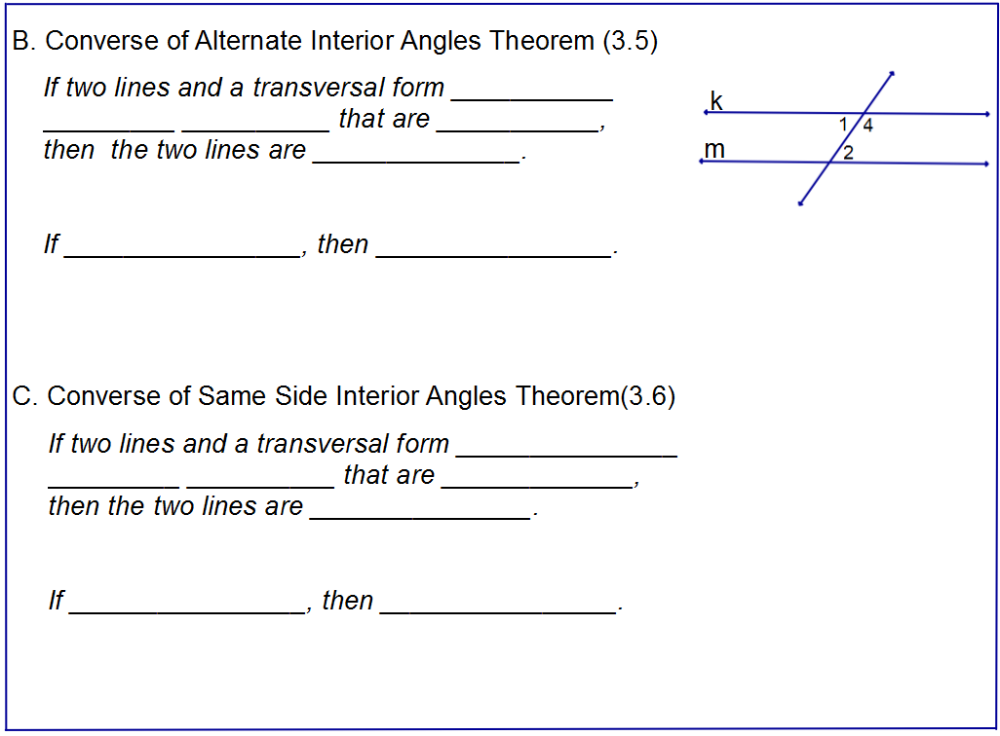 B. Converse of Alternate Interior Angles Theorem (3.5)
If two lines and a transversal form ___________
_________ __________ that are ___________,
then  the two lines are ______________.
k
1 4
m
2
If ________________, then ________________.
C. Converse of Same Side Interior Angles Theorem(3.6)
If two lines and a transversal form _______________
_________ __________ that are _____________,
then the two lines are _______________.
If ________________, then ________________.